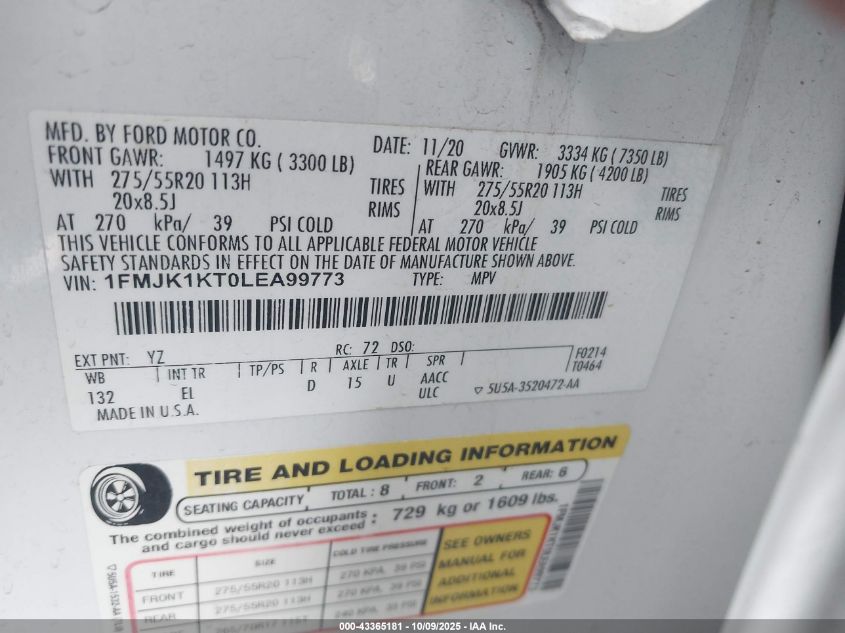 MFD. BY FORD MOTOR CO.
DATE: 11/20 GVWR: 3334 KG ( 7350 LB)
FRONT GAWR: 1497 KG ( 3300 LB)
REAR GAWR: 1905 KG ( 4200 LB)
WITH 275/55R20 113H TIRES
WITH 275/55R20 113H TIRES
20x8.5J RIMS
20x8.5J RIMS
AT 270 kPa/ 39 PSI COLD
AT 270 kPa/ 39 PSI COLD
THIS VEHICLE CONFORMS TO ALL APPLICABLE FEDERAL MOTOR VEHICLE
SAFETY STANDARDS IN EFFECT ON THE DATE OF MANUFACTURE SHOWN ABOVE.
VIN: 1FMJK1KT0LEA99773 TYPE: MPV
EXT PNT: YZ RC: 72 DSO: F0214
WB INT TR TP/PS R AXLE TR SPR T0464
132 EL D 15 U AACC
ULC 5U5A-3520472-AA
MADE IN U.S.A.
TIRE AND LOADING INFORMATION
SEATING CAPACITY TOTAL : 8 FRONT: 2 REAR: 6
The combined weight of occupants and cargo should never exceed : 729 kg or 1609 lbs.
TIRE SIZE COLD TIRE PRESSURE
FRONT 275/55R20 113H 270 KPA, 39 PSI
REAR 275/55R20 113H 270 KPA, 39 PSI
SEE OWNERS
MANUAL FOR
ADDITIONAL
INFORMATION
000-43365181 - 10/09/2025 - IAA Inc.